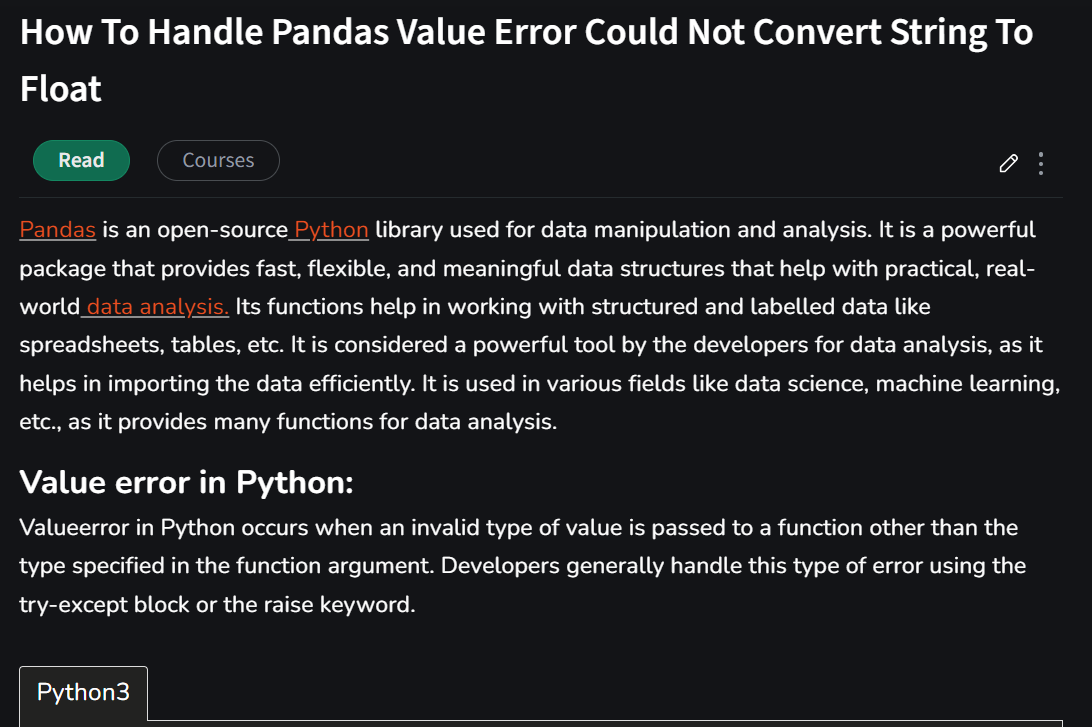 How To Handle Pandas Value Error Could Not Convert String To
Float
Read
Courses
Pandas is an open-source Python library used for data manipulation and analysis. It is a powerful
package that provides fast, flexible, and meaningful data structures that help with practical, real-
world data analysis. Its functions help in working with structured and labelled data like
spreadsheets, tables, etc. It is considered a powerful tool by the developers for data analysis, as it
helps in importing the data efficiently. It is used in various fields like data science, machine learning,
etc., as it provides many functions for data analysis.
Value error in Python:
Valueerror in Python occurs when an invalid type of value is passed to a function other than the
type specified in the function argument. Developers generally handle this type of error using the
try-except block or the raise keyword.
Python3